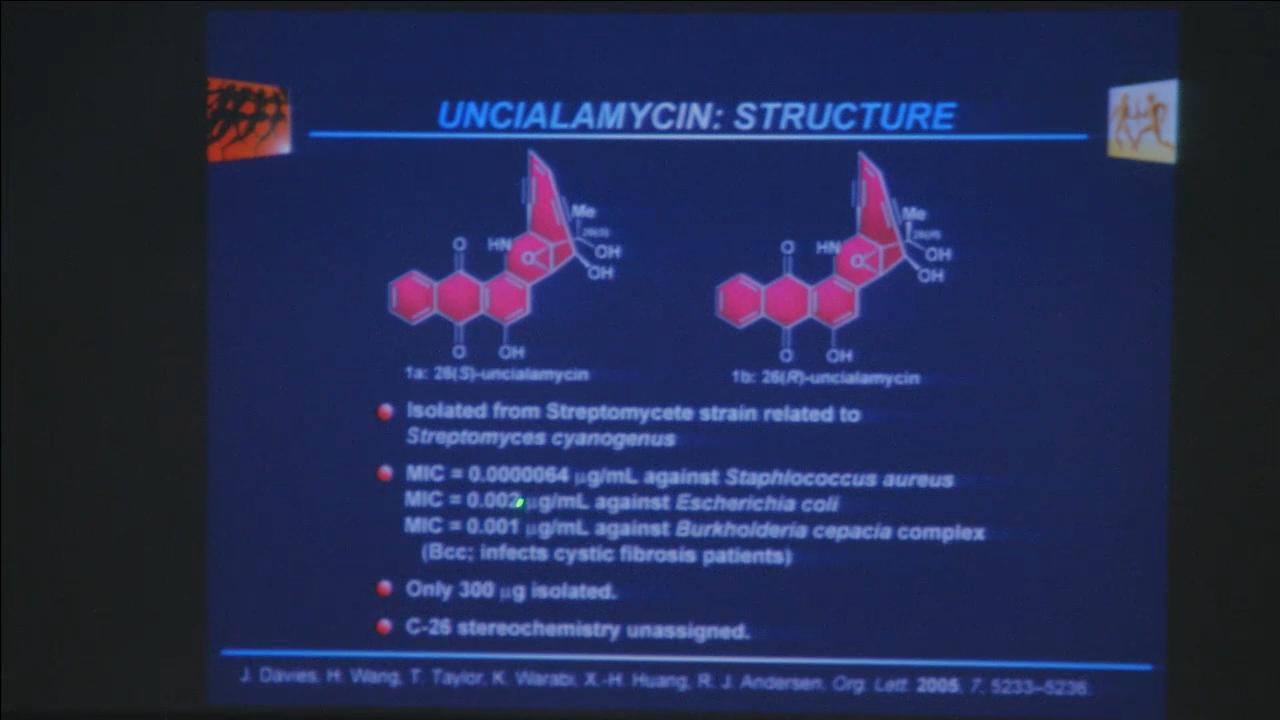 UNCIALAMYCIN: STRUCTURE
Me
26(S)
HN
O
O
OH
OH
O
OH
1a: 26(S)-uncialamycin
Me
26(R)
HN
O
O
OH
OH
O
OH
1b: 26(R)-uncialamycin
Isolated from Streptomycete strain related to
Streptomyces cyanogenus
MIC = 0.0000064 μg/mL against Staphlococcus aureus
MIC = 0.002 μg/mL against Escherichia coli
MIC = 0.001 μg/mL against Burkholderia cepacia complex
(Bcc; infects cystic fibrosis patients)
Only 300 μg isolated.
C-26 stereochemistry unassigned.
J. Davies, H. Wang, T. Taylor, K. Warabi, X.-H. Huang, R. J. Andersen, Org. Lett. 2005, 7, 5233–5236.